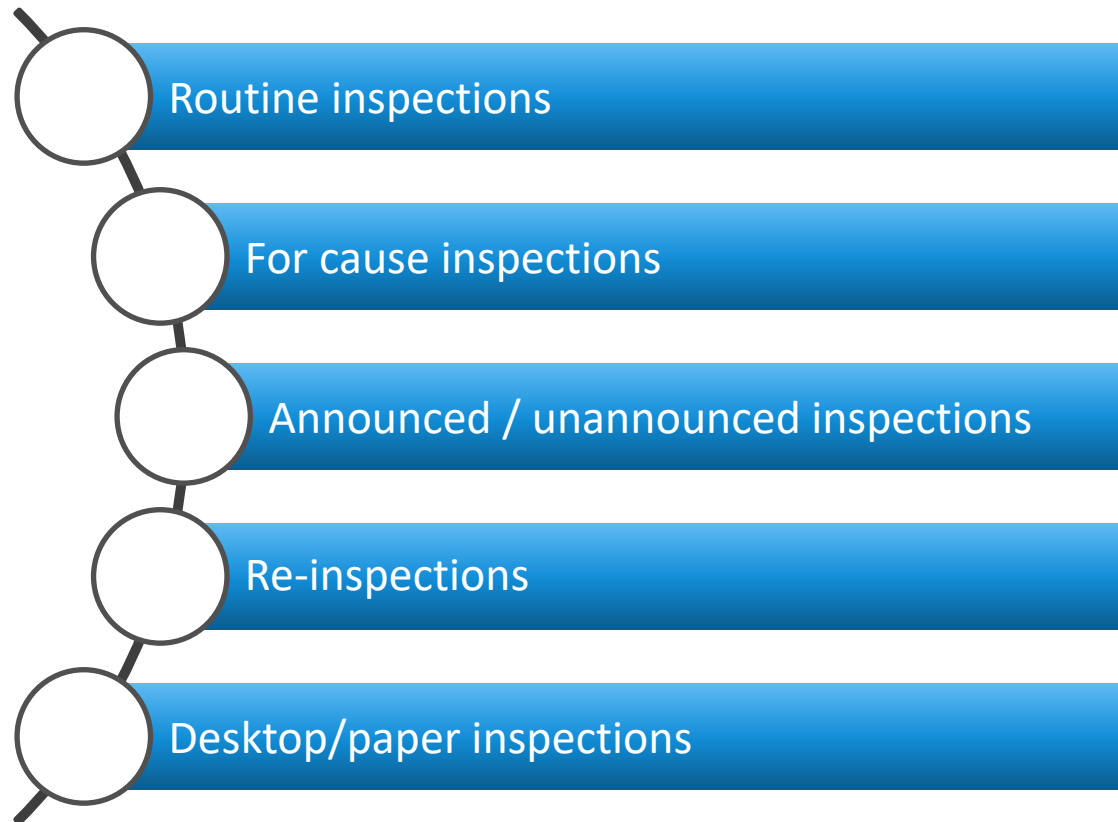 Routine inspections
For cause inspections
Announced / unannounced inspections
Re-inspections
Desktop/paper inspections